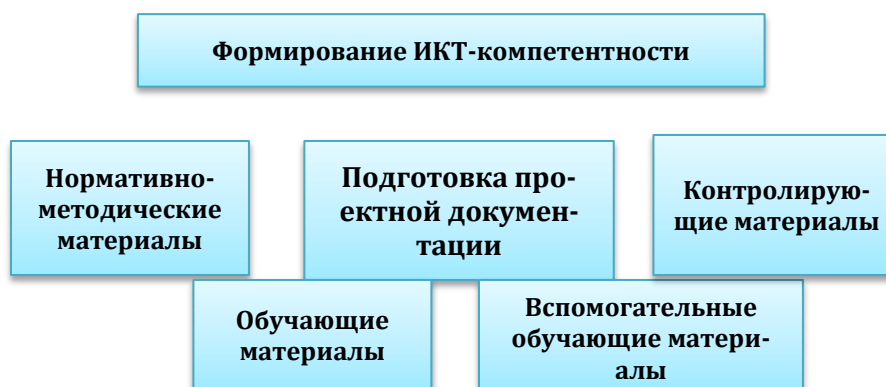 Формирование ИКТ-компетентности
Нормативно-
методические
материалы
Подготовка про-
ектной докумен-
тации
Контролирую-
щие материалы
Обучающие
материалы
Вспомогательные
обучающие матери-
алы